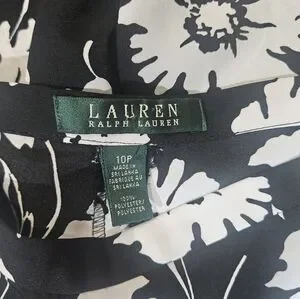 LAUREN
RALPH LAUREN
10P
MADE IN
SRI LANKA
FABRIQUE AU
SRI LANKA
100%
POLYESTER/
POLYESTER